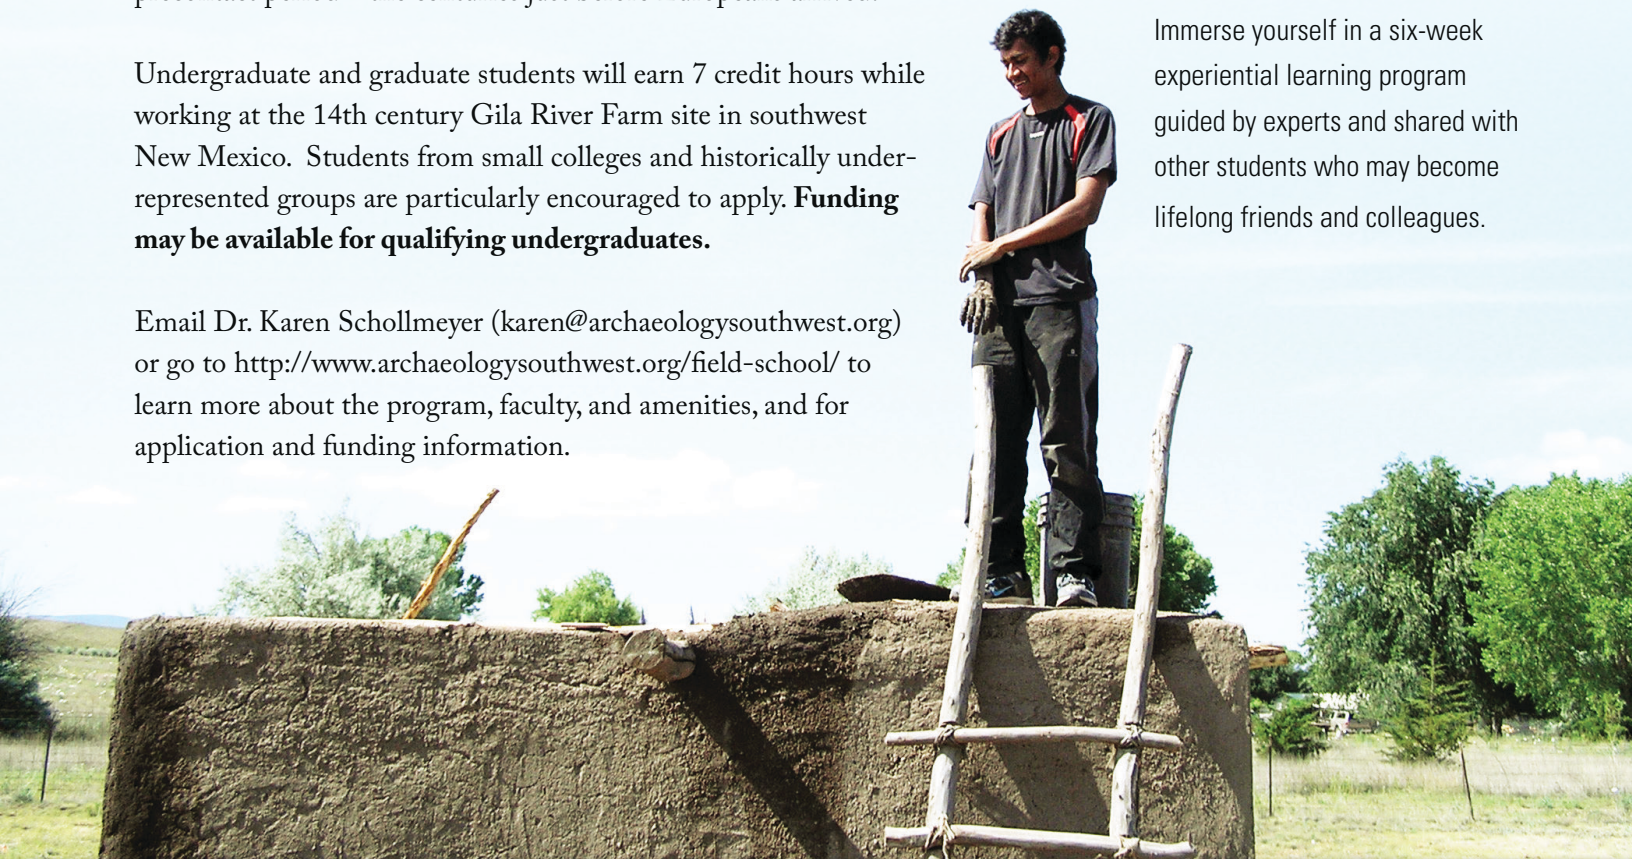 Undergraduate and graduate students will earn 7 credit hours while
working at the 14th century Gila River Farm site in southwest
New Mexico.  Students from small colleges and historically under-
represented groups are particularly encouraged to apply. Funding
may be available for qualifying undergraduates.
Email Dr. Karen Schollmeyer (karen@archaeologysouthwest.org)
or go to http://www.archaeologysouthwest.org/field-school/ to
learn more about the program, faculty, and amenities, and for
application and funding information.
Immerse yourself in a six-week
experiential learning program
guided by experts and shared with
other students who may become
lifelong friends and colleagues.